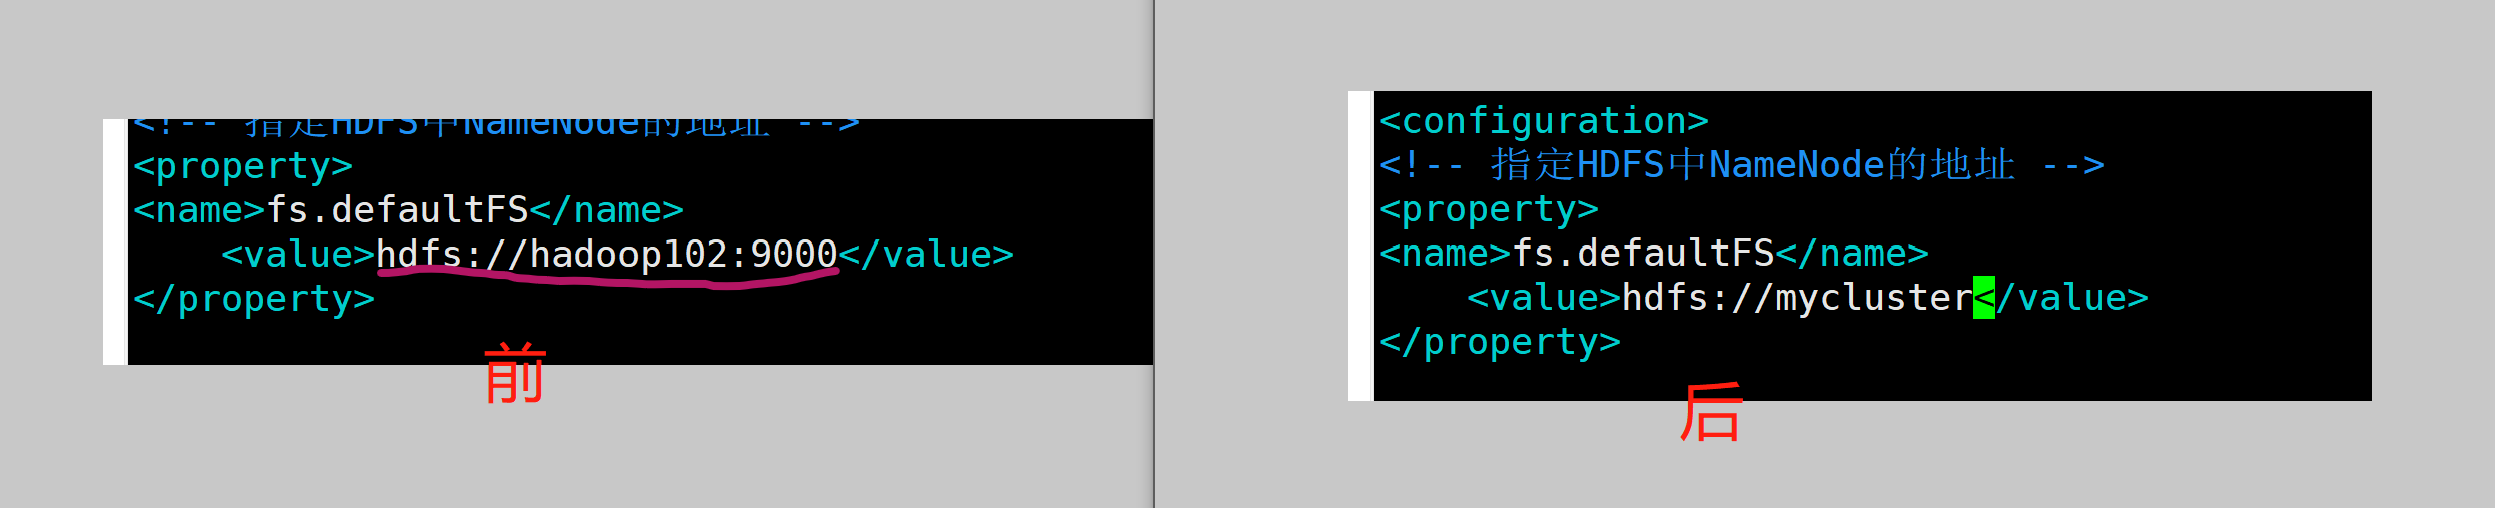 <!-- 指定HDFS中NameNode的地址 -->
<property>
<name>fs.defaultFS</name>
    <value>hdfs://hadoop102:9000</value>
</property>
前
<configuration>
<!-- 指定HDFS中NameNode的地址 -->
<property>
<name>fs.defaultFS</name>
    <value>hdfs://mycluster</value>
</property>
后